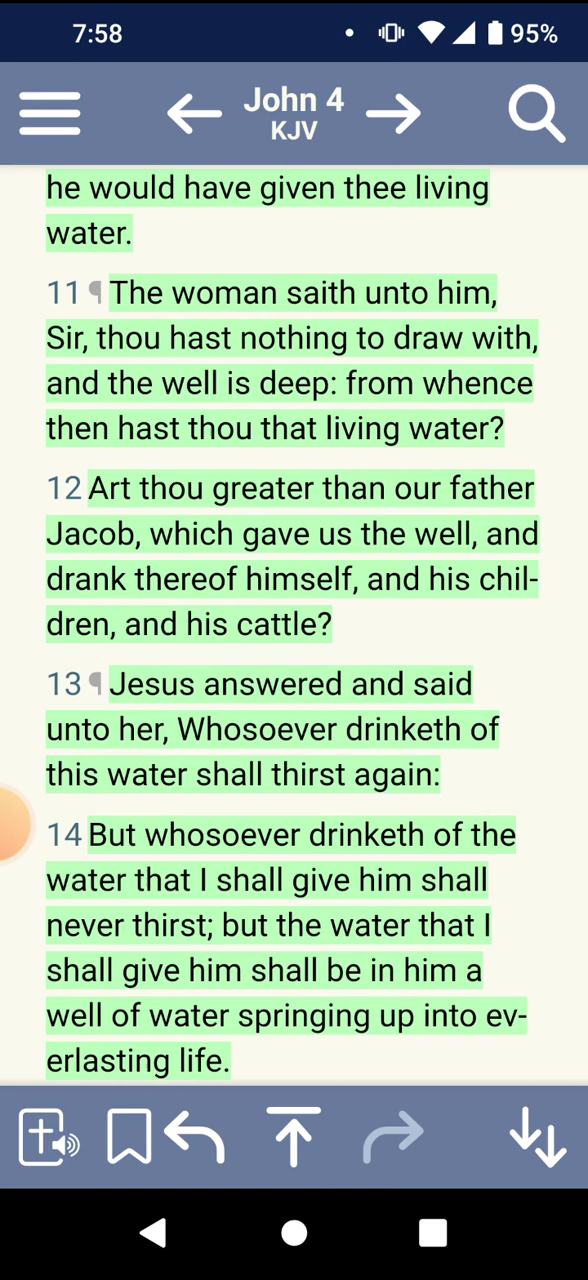 7:58
95%
John 4
KJV
he would have given thee living
water.
11 ¶ The woman saith unto him,
Sir, thou hast nothing to draw with,
and the well is deep: from whence
then hast thou that living water?
12 Art thou greater than our father
Jacob, which gave us the well, and
drank thereof himself, and his chil-
dren, and his cattle?
13 ¶ Jesus answered and said
unto her, Whosoever drinketh of
this water shall thirst again:
14 But whosoever drinketh of the
water that I shall give him shall
never thirst; but the water that I
shall give him shall be in him a
well of water springing up into ev-
erlasting life.